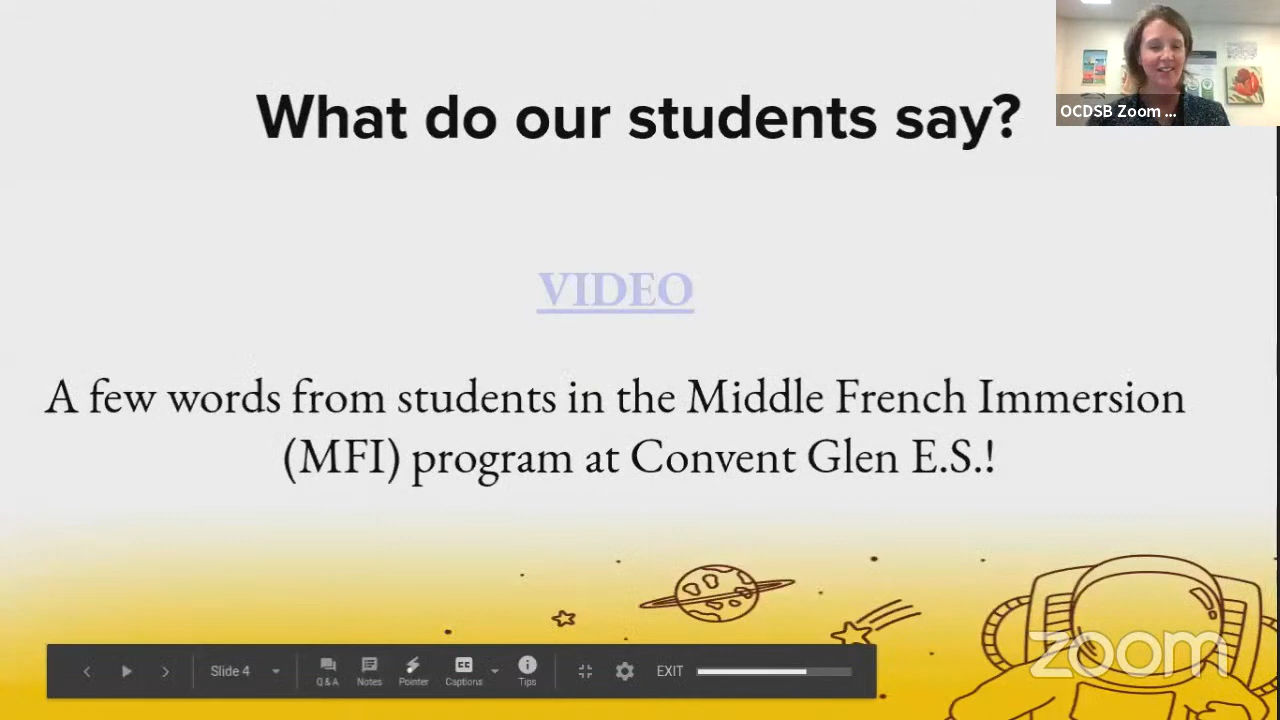 What do our students say?
OCDSB Zoom ...
VIDEO
A few words from students in the Middle French Immersion
(MFI) program at Convent Glen E.S.!
zoom
Slide 4
Q & A
Notes
Pointer
Captions
Tips
EXIT